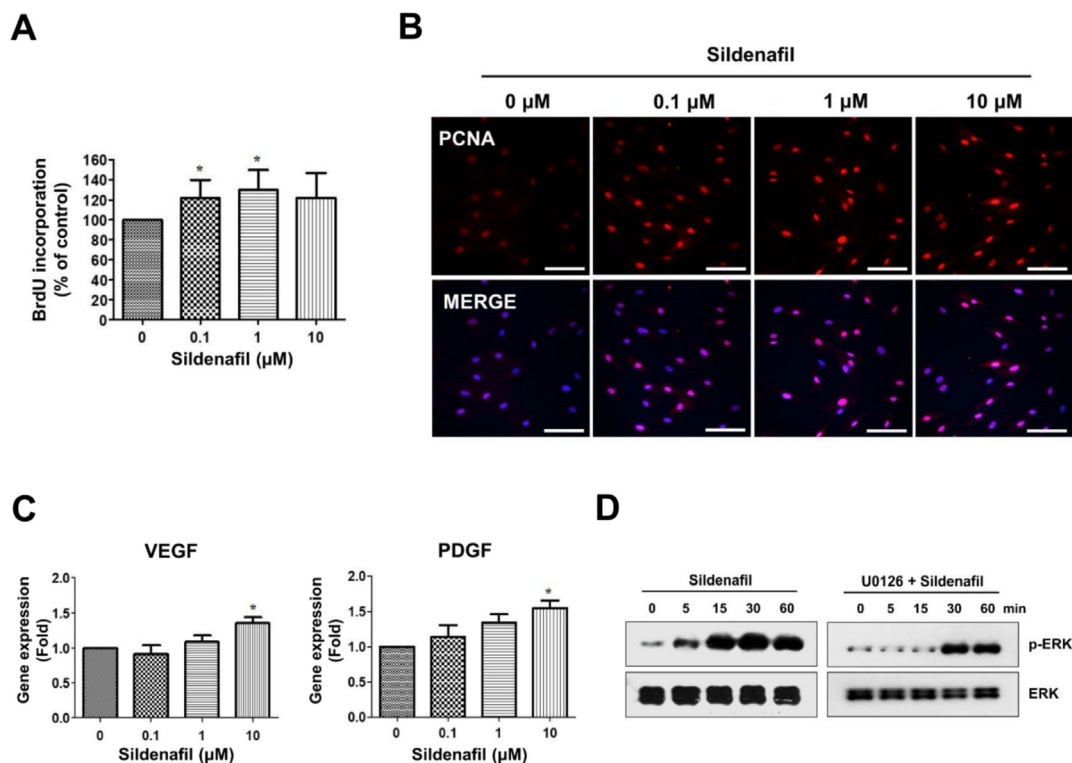 A
BrdU incorporation
(% of control)
160
140
120
100
80
60
40
20
0
* *
0 0.1 1 10
Sildenafil (µM)
B
Sildenafil
0 µM 0.1 µM 1 µM 10 µM
PCNA
MERGE
C
VEGF
Gene expression
(Fold)
2.0
1.5
1.0
0.5
0.0
*
0 0.1 1 10
Sildenafil (µM)
PDGF
Gene expression
(Fold)
2.0
1.5
1.0
0.5
0.0
*
0 0.1 1 10
Sildenafil (µM)
D
Sildenafil
0 5 15 30 60
U0126 + Sildenafil
0 5 15 30 60 min
p-ERK
ERK